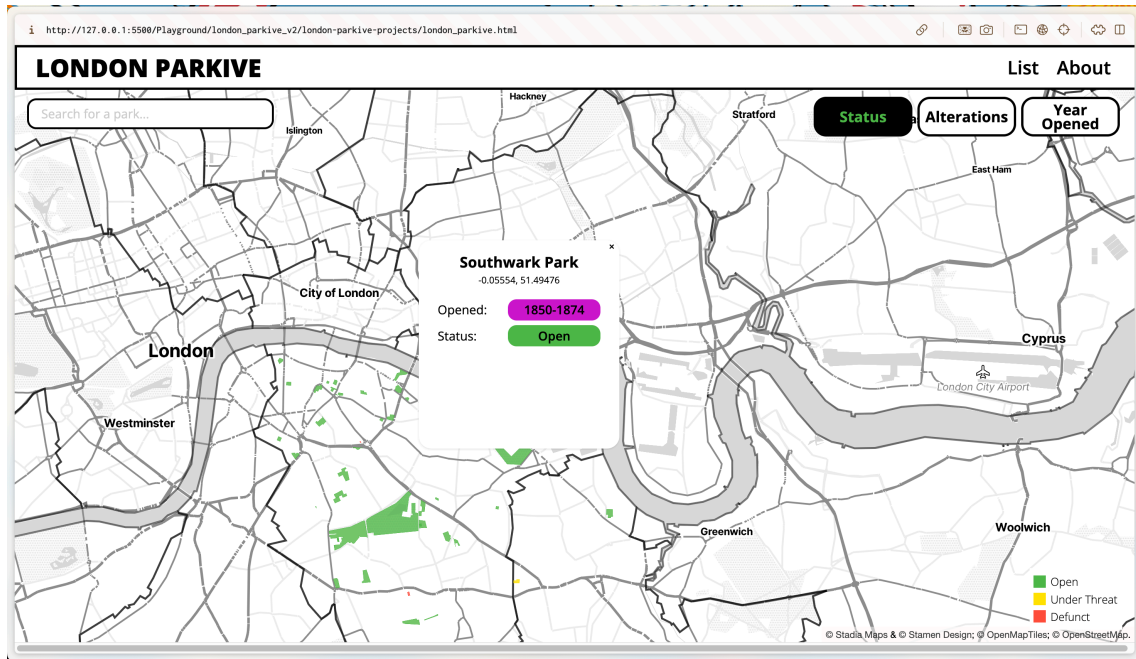 http://127.0.0.1:5500/Playground/london_parkive_v2/london-parkive-projects/london_parkive.html
LONDON PARKIVE
List About
Search for a park...
Status
Alterations
Year
Opened
Hackney
Stratford
Islington
East Ham
×
Southwark Park
-0.05554, 51.49476
Opened: 1850-1874
Status: Open
City of London
London
Cyprus
London City Airport
Westminster
Greenwich
Woolwich
Open
Under Threat
Defunct
© Stadia Maps & © Stamen Design; © OpenMapTiles; © OpenStreetMap.